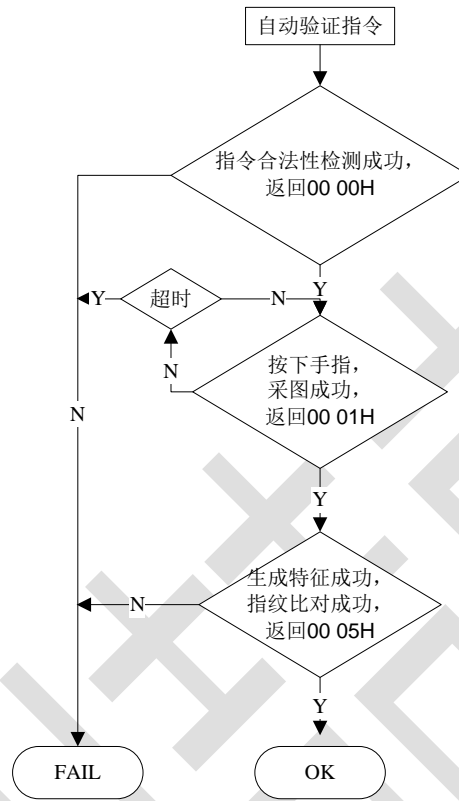 自动验证指令
指令合法性检测成功，
返回00 00H
Y
Y
超时
N
按下手指，
采图成功，
返回00 01H
N
N
Y
生成特征成功，
指纹比对成功，
返回00 05H
N
Y
FAIL
OK